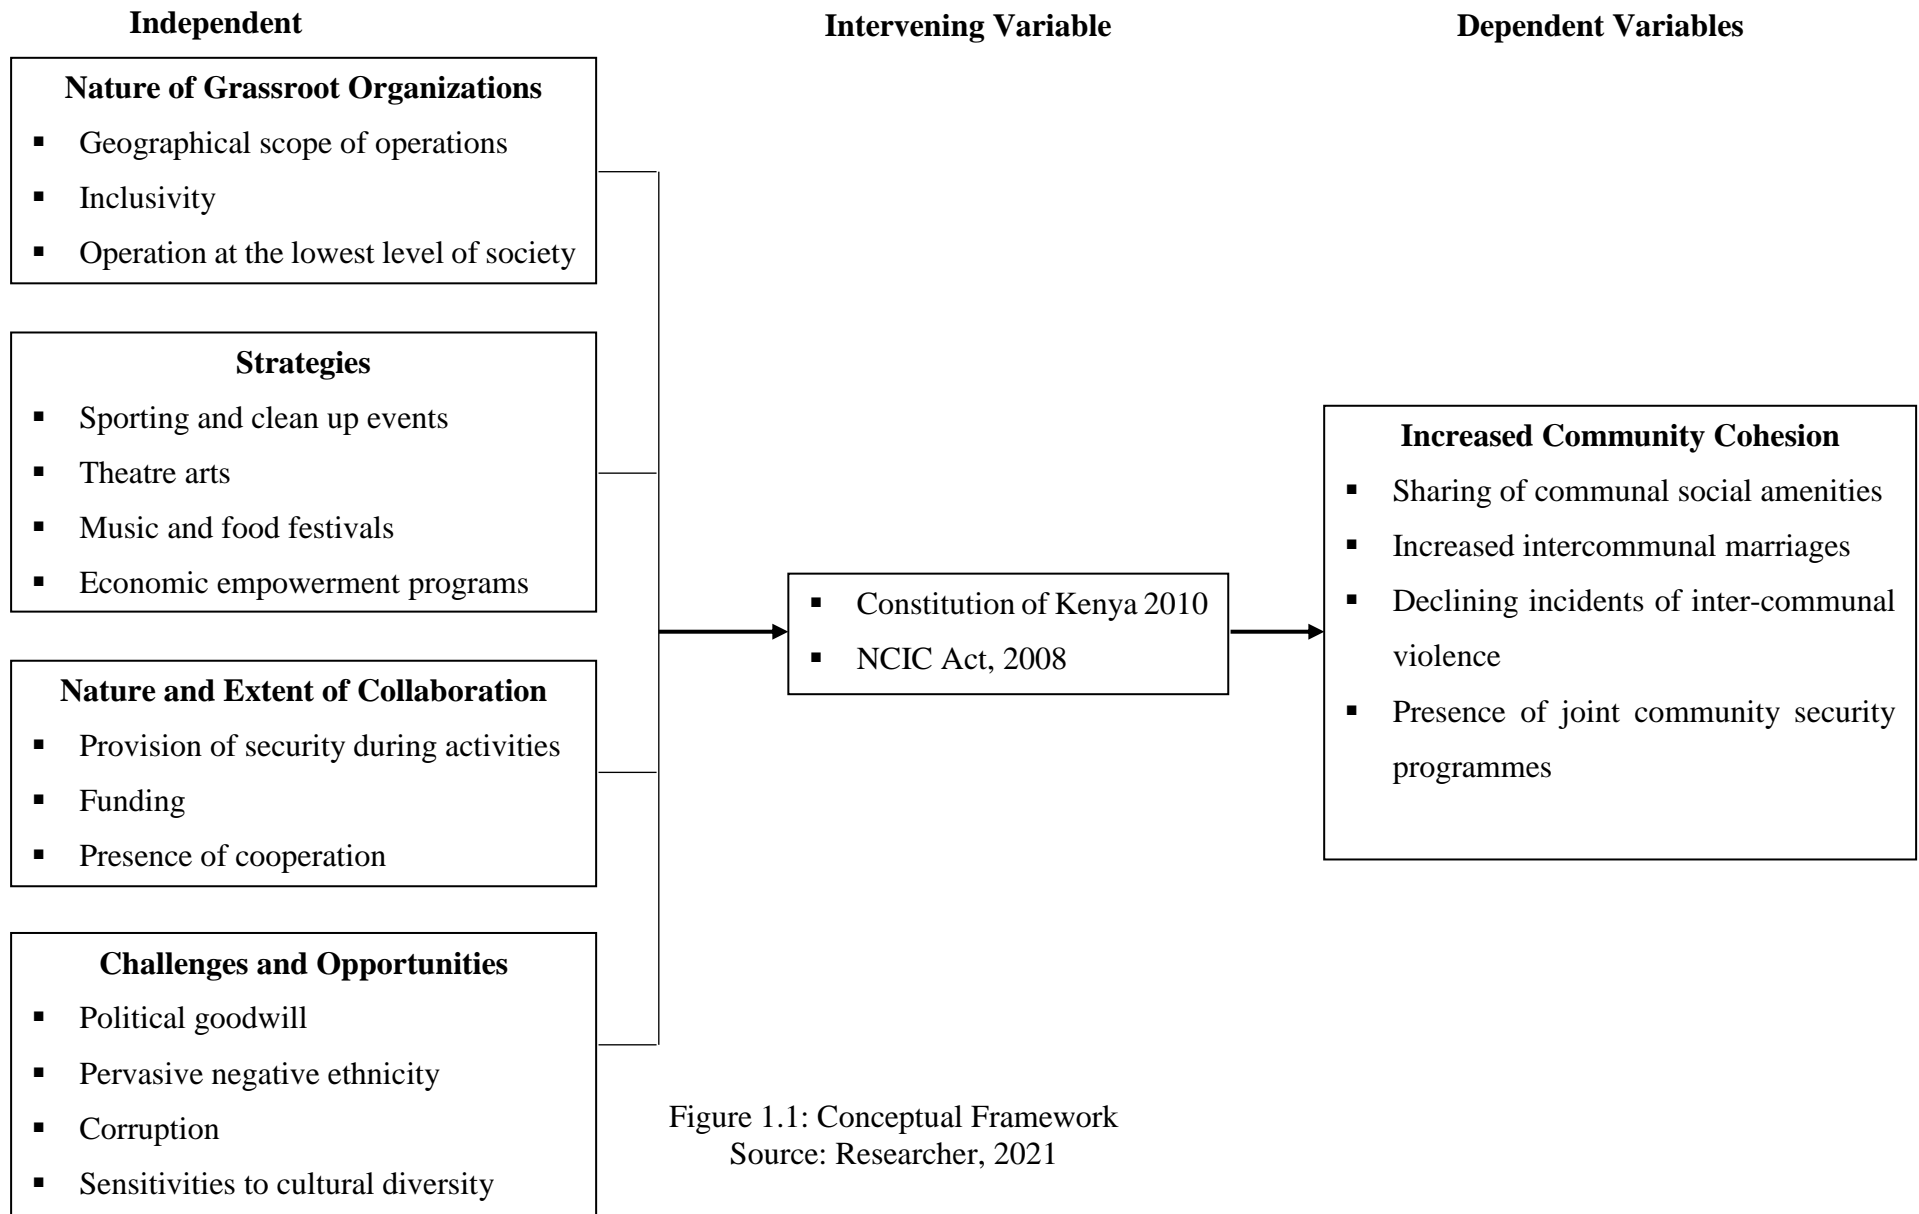 Independent
Intervening Variable
Dependent Variables
Nature of Grassroot Organizations
▪ Geographical scope of operations
▪ Inclusivity
▪ Operation at the lowest level of society
Strategies
▪ Sporting and clean up events
▪ Theatre arts
▪ Music and food festivals
▪ Economic empowerment programs
Nature and Extent of Collaboration
▪ Provision of security during activities
▪ Funding
▪ Presence of cooperation
Challenges and Opportunities
▪ Political goodwill
▪ Pervasive negative ethnicity
▪ Corruption
▪ Sensitivities to cultural diversity
▪ Constitution of Kenya 2010
▪ NCIC Act, 2008
Increased Community Cohesion
▪ Sharing of communal social amenities
▪ Increased intercommunal marriages
▪ Declining incidents of inter-communal
violence
▪ Presence of joint community security
programmes
Figure 1.1: Conceptual Framework
Source: Researcher, 2021